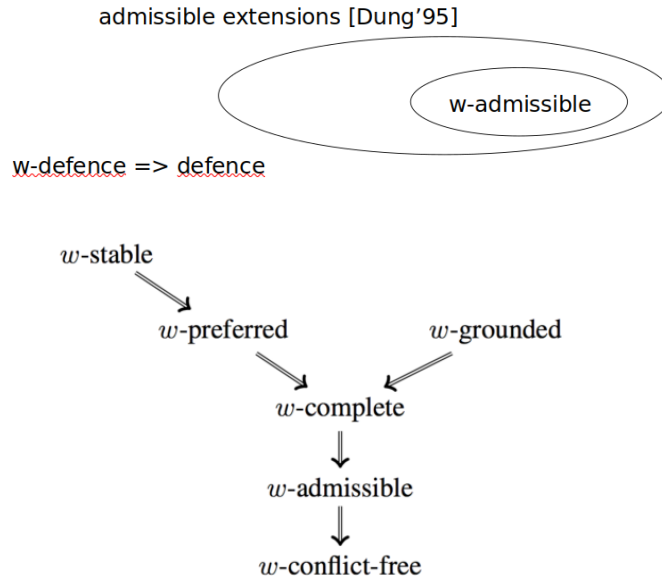 admissible extensions [Dung’95]
w-admissible
w-defence => defence
w-stable
w-preferred w-grounded
w-complete
w-admissible
w-conflict-free